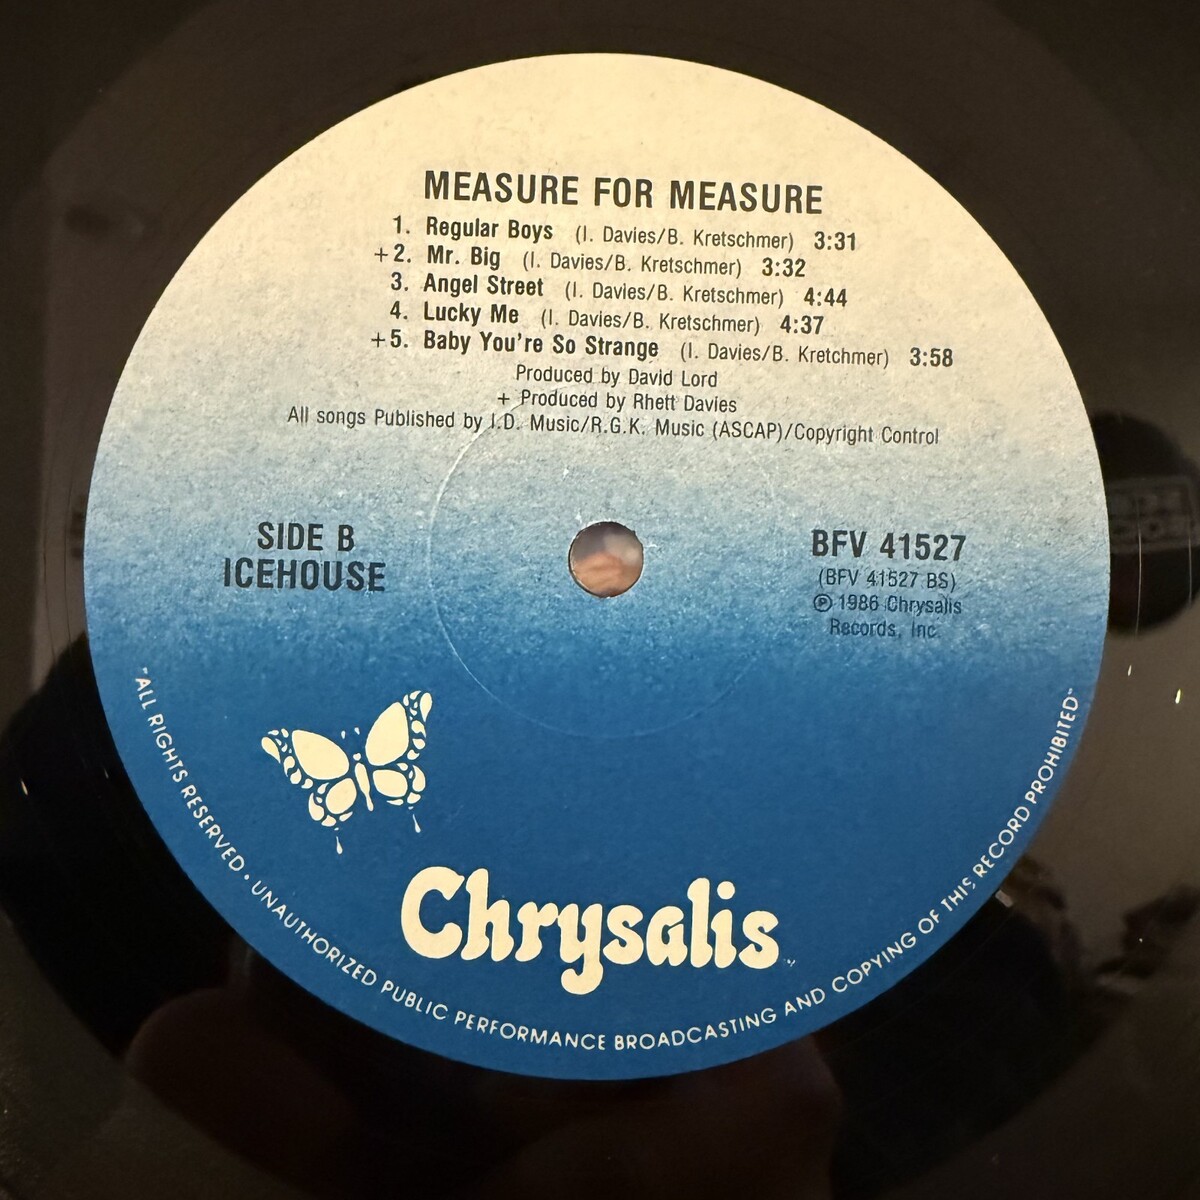 MEASURE FOR MEASURE
1. Regular Boys (I. Davies/B. Kretschmer) 3:31
+2. Mr. Big (I. Davies/B. Kretschmer) 3:32
3. Angel Street (I. Davies/B. Kretschmer) 4:44
4. Lucky Me (I. Davies/B. Kretschmer) 4:37
+5. Baby You're So Strange (I. Davies/B. Kretchmer) 3:58
Produced by David Lord
+ Produced by Rhett Davies
All songs Published by I.D. Music/R.G.K. Music (ASCAP)/Copyright Control
SIDE B
ICEHOUSE
BFV 41527
(BFV 41527 BS)
℗ 1986 Chrysalis
Records, Inc.
Chrysalis
"ALL RIGHTS RESERVED • UNAUTHORIZED PUBLIC PERFORMANCE BROADCASTING AND COPYING OF THIS RECORD PROHIBITED"